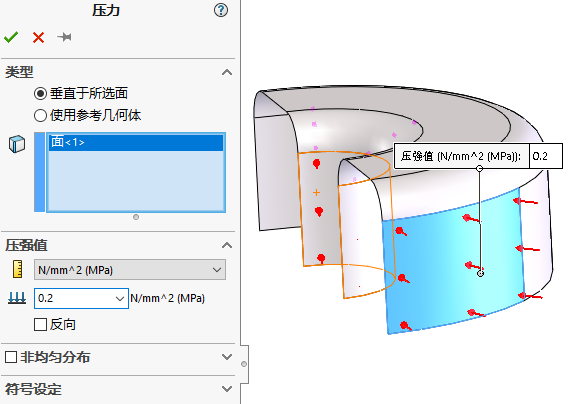 压力
类型
垂直于所选面
使用参考几何体
面<1>
压强值
N/mm^2 (MPa)
0.2 N/mm^2 (MPa)
反向
非均匀分布
符号设定
压强值 (N/mm^2 (MPa)): 0.2